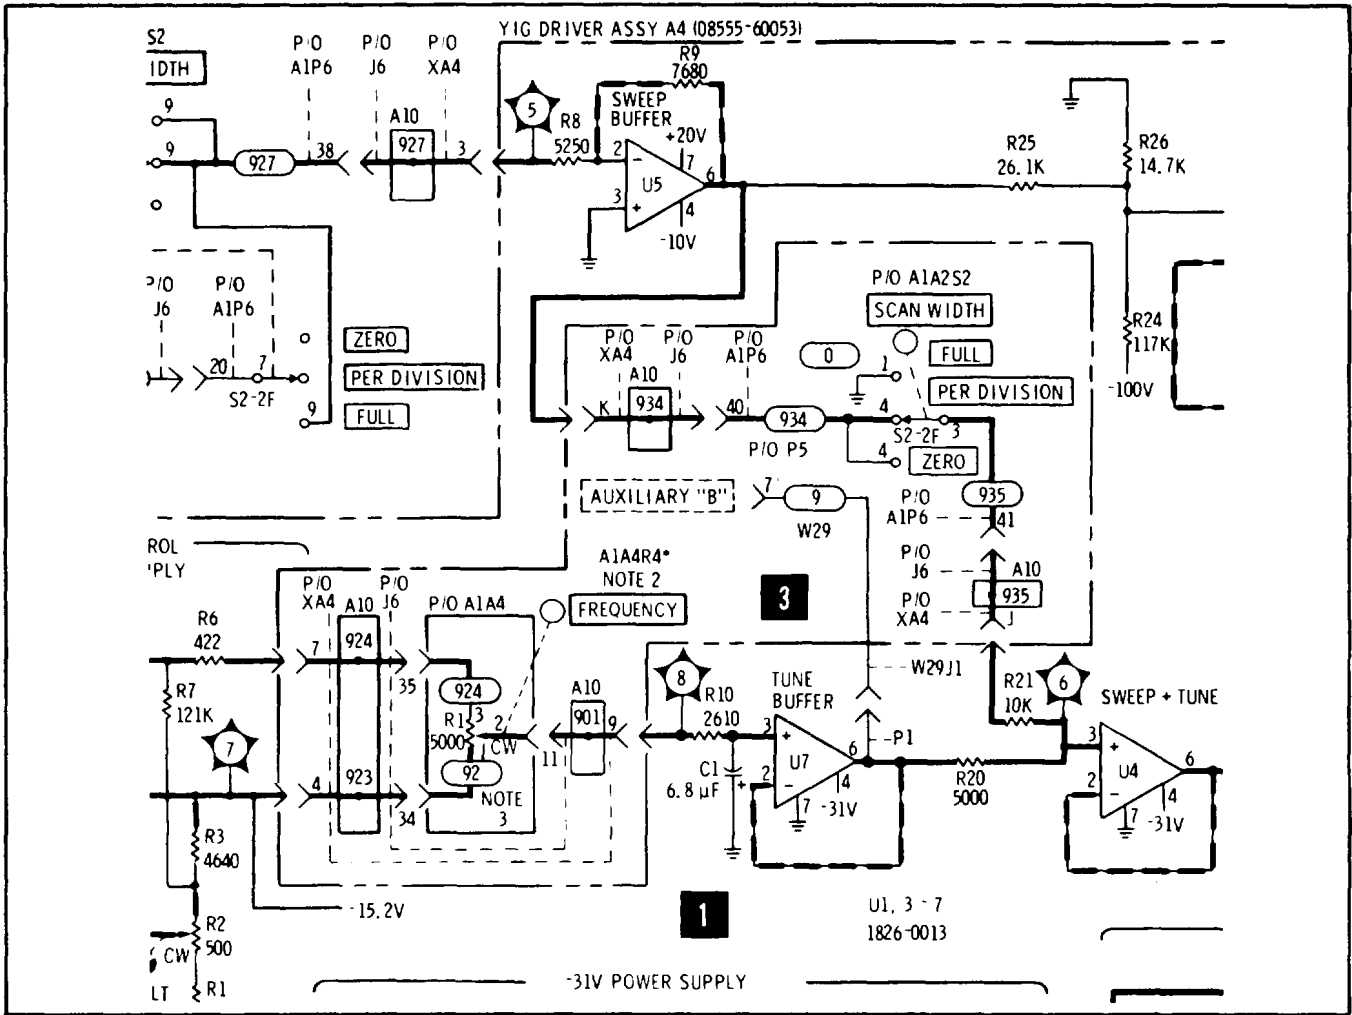 YIG DRIVER ASSY A4 (08555-60053)
S2
IDTH
P/O
A1P6
P/O
J6
P/O
XA4
9
9
927
38
A10
927
3
5
R8
5250
SWEEP
BUFFER
R9
7680
+20V
2
7
6
U5
3
4
-10V
R25
26.1K
R26
14.7K
R24
117K
-100V
P/O
J6
P/O
A1P6
20
7
S2-2F
9
ZERO
PER DIVISION
FULL
P/O A1A2S2
SCAN WIDTH
0
1
FULL
PER DIVISION
P/O
XA4
P/O
J6
P/O
A1P6
A10
K
934
40
934
P/O P5
4
S2-2F
3
4
ZERO
AUXILIARY "B"
7
9
W29
P/O
A1P6
935
41
P/O
J6
A10
935
P/O
XA4
J
ROL
PLY
R6
422
R7
121K
7
R3
4640
R2
500
CW
LT
R1
-15.2V
P/O
XA4
A10
P/O
J6
P/O A1A4
7
924
35
924
3
R1
5000
2
CW
92
NOTE
3
4
923
34
A1A4R4*
NOTE 2
FREQUENCY
11
A10
901
9
3
8
R10
2610
C1
6.8 µF
+
TUNE
BUFFER
3
+
2
-
U7
6
4
-31V
7
W29J1
P1
R20
5000
R21
10K
6
SWEEP + TUNE
3
+
2
-
U4
6
7
4
-31V
1
U1, 3 - 7
1826-0013
-31V POWER SUPPLY